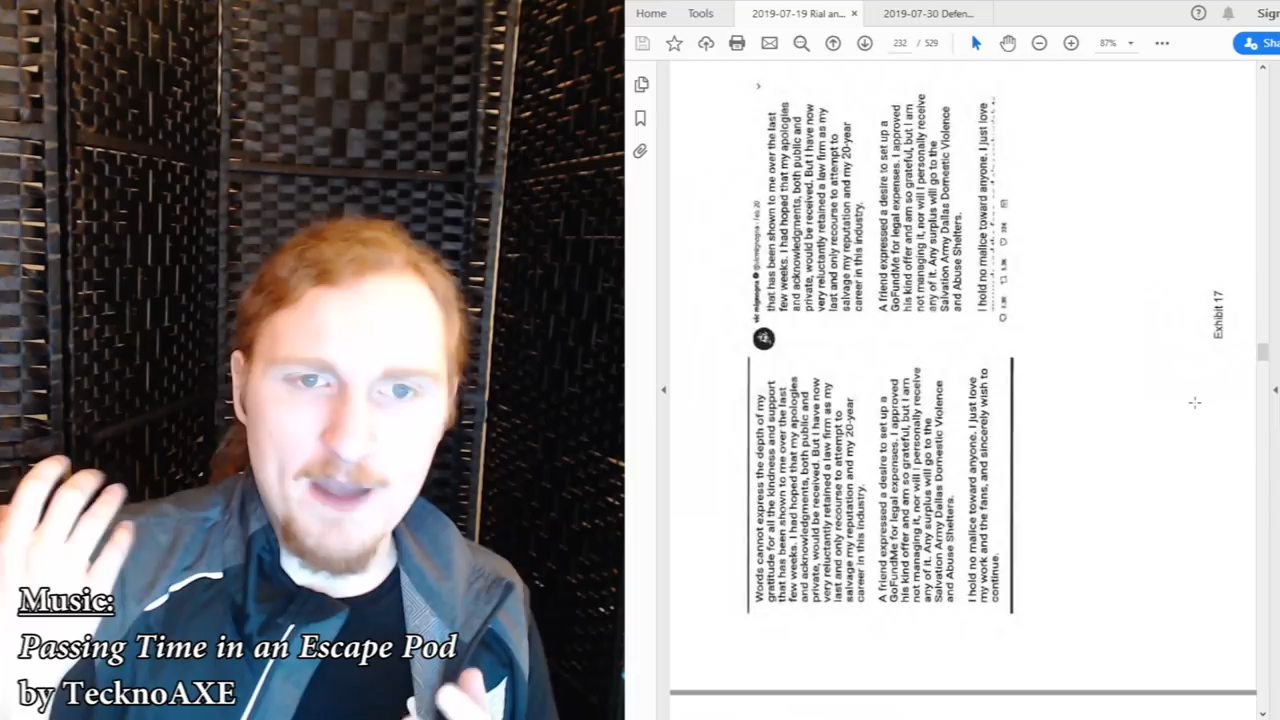 Home
Tools
2019-07-19 Rial an...
×
2019-07-30 Defen...
Sign
232 / 529
87%
Sha
Words cannot express the depth of my
gratitude for all the kindness and support
that has been shown to me over the last
few weeks. I had hoped that my apologies
and acknowledgments, both public and
private, would be received. But I have now
very reluctantly retained a law firm as my
last and only recourse to attempt to
salvage my reputation and my 20-year
career in this industry.
A friend expressed a desire to set up a
GoFundMe for legal expenses. I approved
his kind offer and am so grateful, but I am
not managing it, nor will I personally receive
any of it. Any surplus will go to the
Salvation Army Dallas Domestic Violence
and Abuse Shelters.
I hold no malice toward anyone. I just love
my work and the fans, and sincerely wish to
continue.
vic mignogna @vicmignogna · Feb 20
that has been shown to me over the last
few weeks. I had hoped that my apologies
and acknowledgments, both public and
private, would be received. But I have now
very reluctantly retained a law firm as my
last and only recourse to attempt to
salvage my reputation and my 20-year
career in this industry.
A friend expressed a desire to set up a
GoFundMe for legal expenses. I approved
his kind offer and am so grateful, but I am
not managing it, nor will I personally receive
any of it. Any surplus will go to the
Salvation Army Dallas Domestic Violence
and Abuse Shelters.
I hold no malice toward anyone. I just love
Exhibit 17
Music:
Passing Time in an Escape Pod
by TecknoAXE